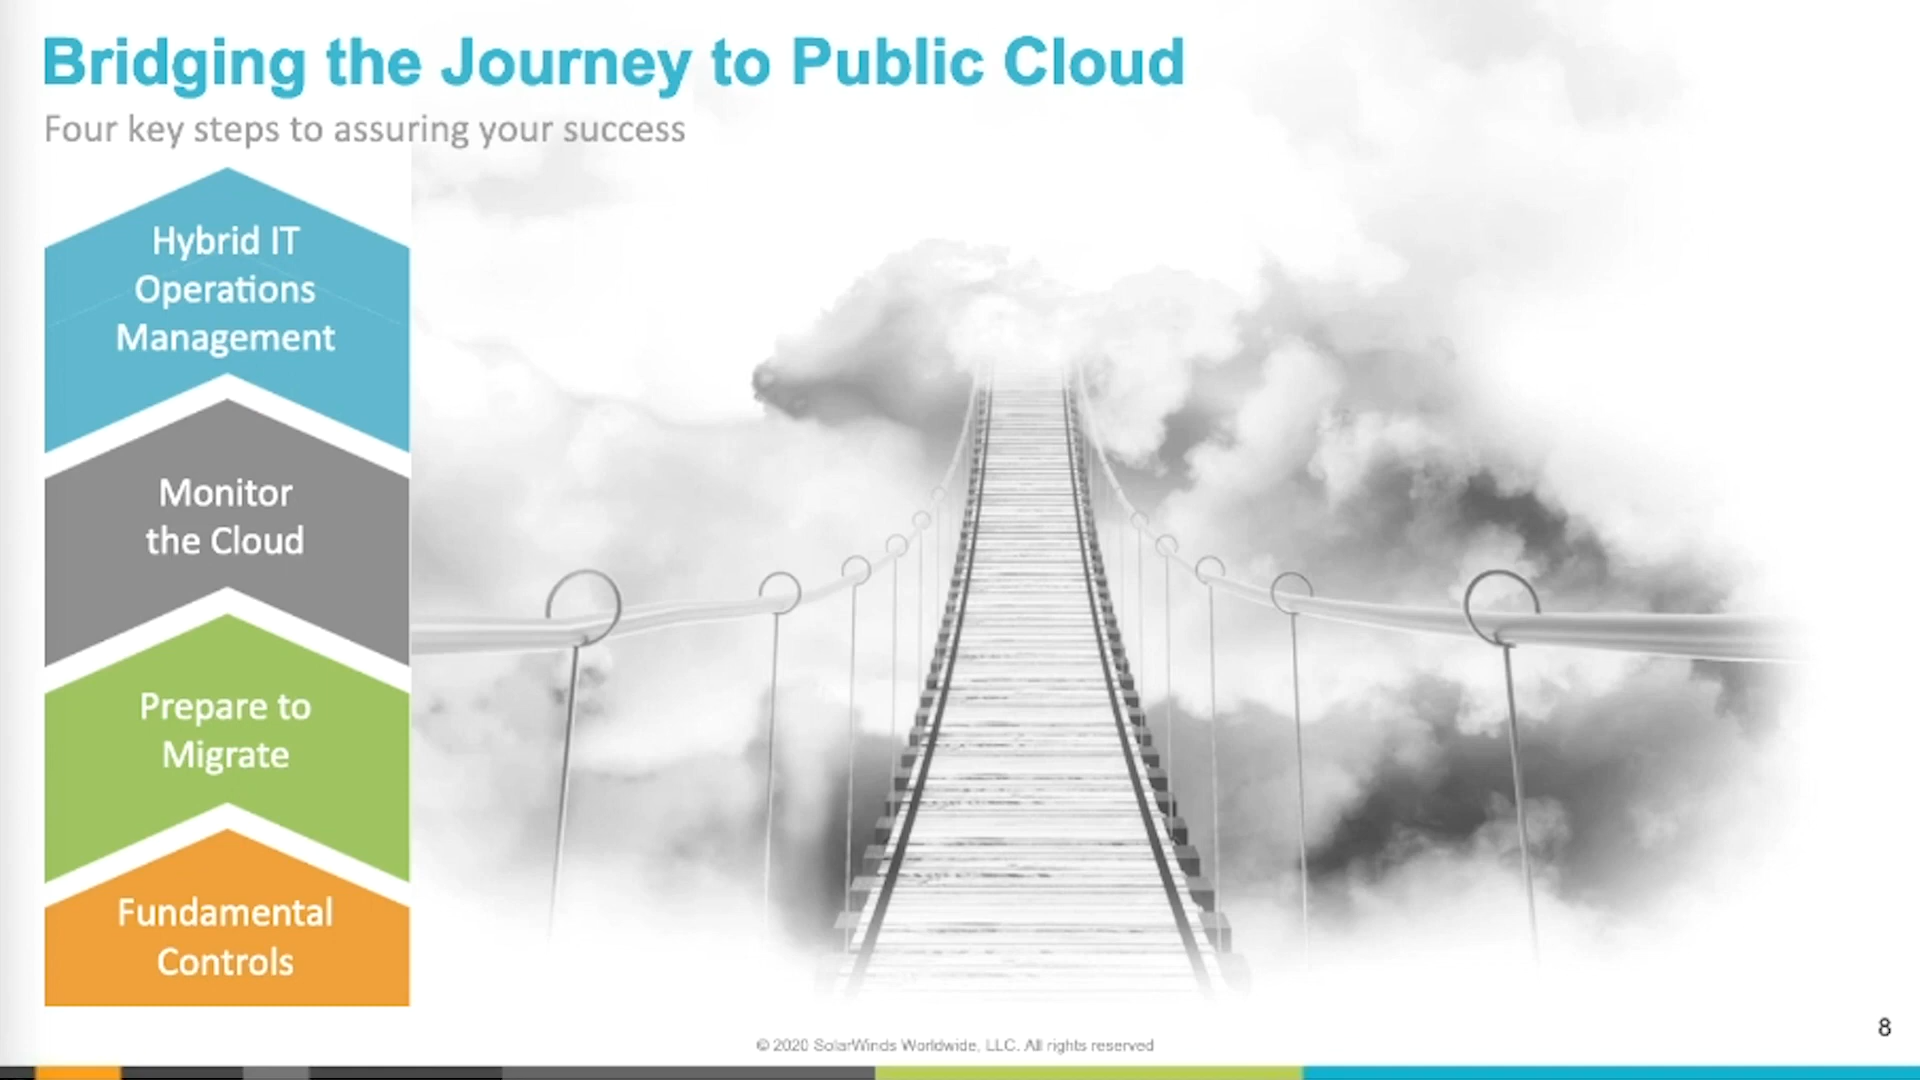 Bridging the Journey to Public Cloud
Four key steps to assuring your success
Hybrid IT
Operations
Management
Monitor
the Cloud
Prepare to
Migrate
Fundamental
Controls
© 2020 SolarWinds Worldwide, LLC. All rights reserved
8